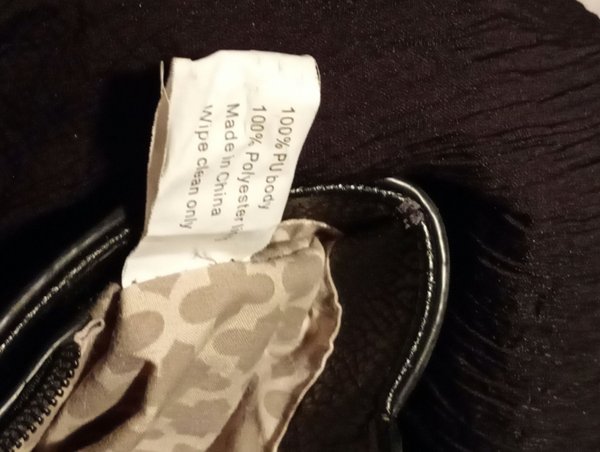 100% PU body
100% Polyester
Made in China
Wipe clean only